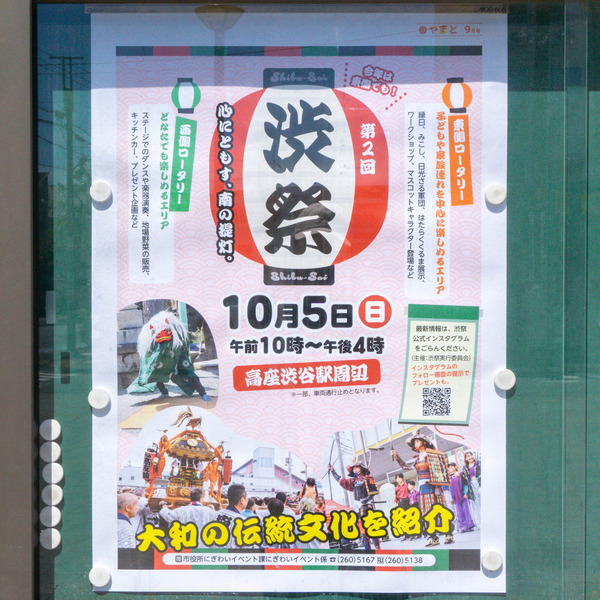 やまと 9月号
Shibu-Sai
今年は
東側でも!
渋祭
第2回
心にともす、南の提灯。
Shibu-Sai
東側ロータリー
子どもや家族連れを中心に楽しめるエリア
縁日、みこし、日光さる軍団、はたらくくるま展示、
ワークショップ、マスコットキャラクター登場など
西側ロータリー
どなたでも楽しめるエリア
ステージでのダンスや楽器演奏、地場野菜の販売、
キッチンカー、プレゼント企画など
10月5日日
午前10時〜午後4時
高座渋谷駅周辺
※一部、車両通行止めとなります。
最新情報は、渋祭
公式インスタグラム
をごらんください。
(主催:渋祭実行委員会)
インスタグラムの
フォロー画面の提示で
プレゼントも。
大和の伝統文化を紹介
市役所にぎわいイベント課にぎわいイベント係 ☎(260)5167 (260)5138